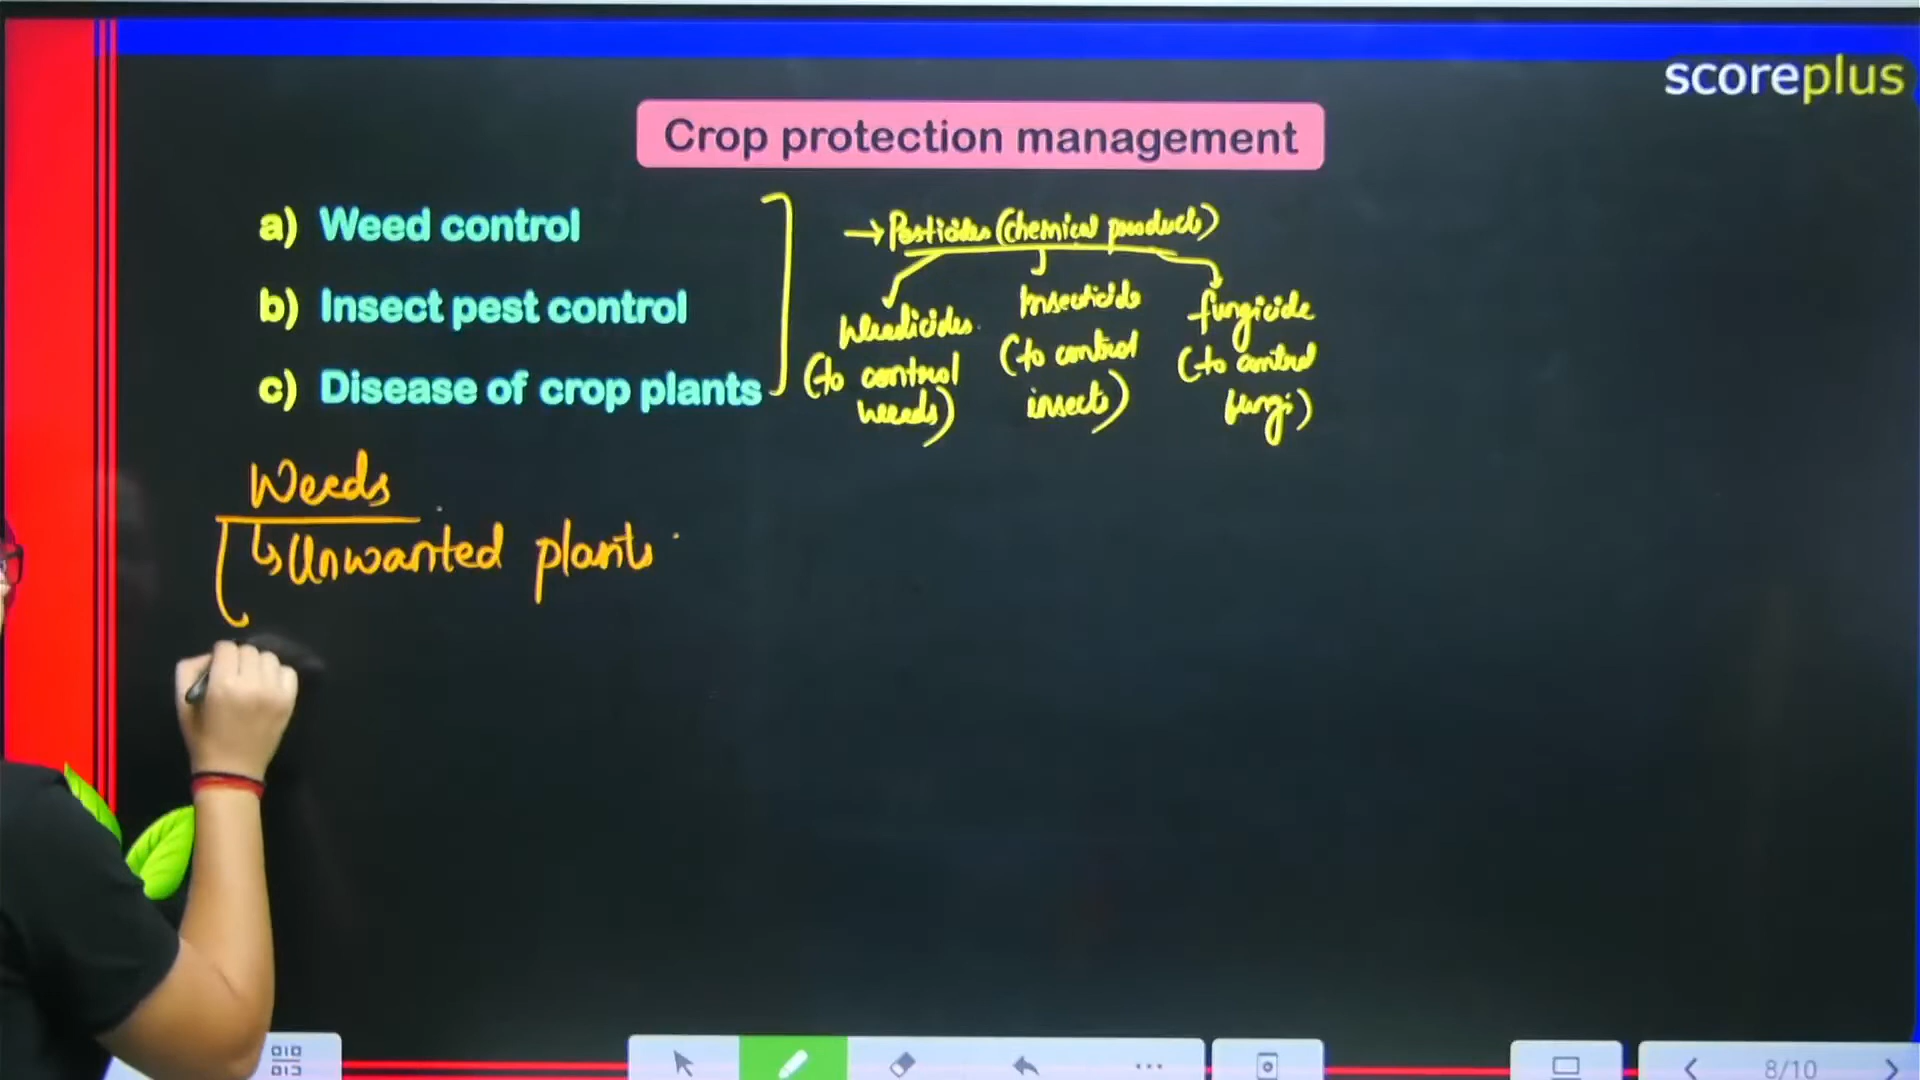 scoreplus
Crop protection management
a) Weed control
b) Insect pest control
c) Disease of crop plants
→Pesticides (chemical products)
Weedicides
(to control
weeds)
Insecticide
(to control
insects)
fungicide
(to control
fungi)
Weeds
Unwanted plants
8/10